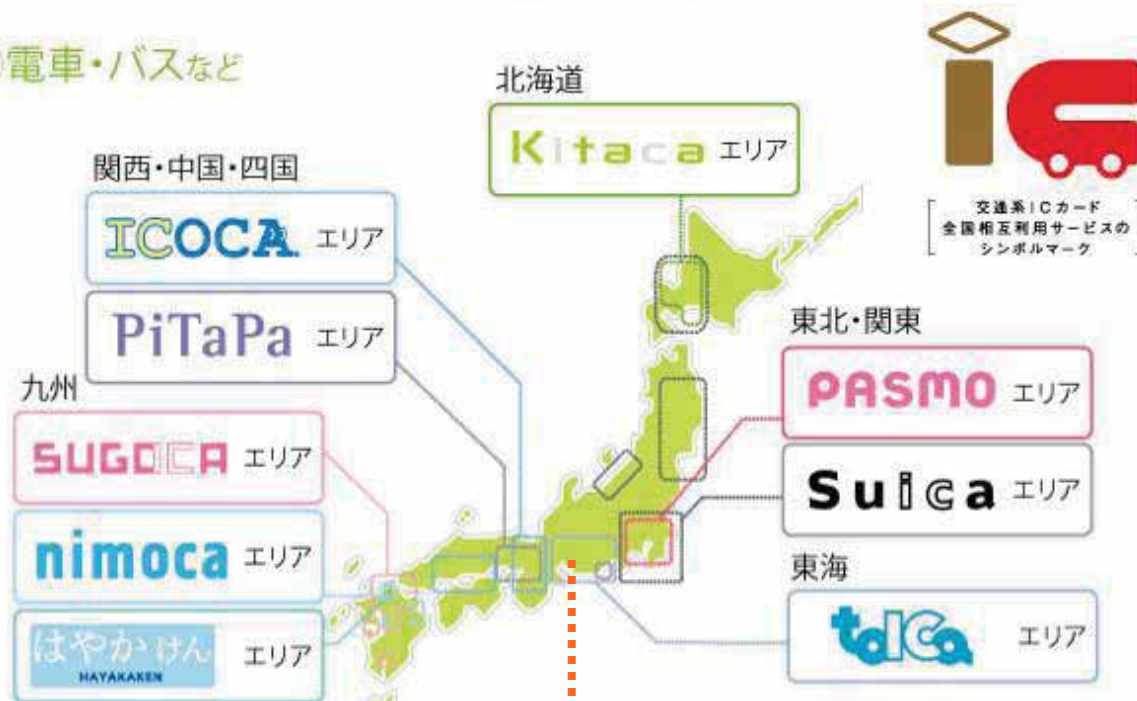 電車・バスなど
北海道
Kitaca エリア
関西・中国・四国
ICOCA エリア
PiTaPa エリア
九州
SUGOCA エリア
nimoca エリア
はやかけん
HAYAKAKEN
エリア
IC
交通系ICカード
全国相互利用サービスの
シンボルマーク
東北・関東
PASMO エリア
Suica エリア
東海
toICa エリア